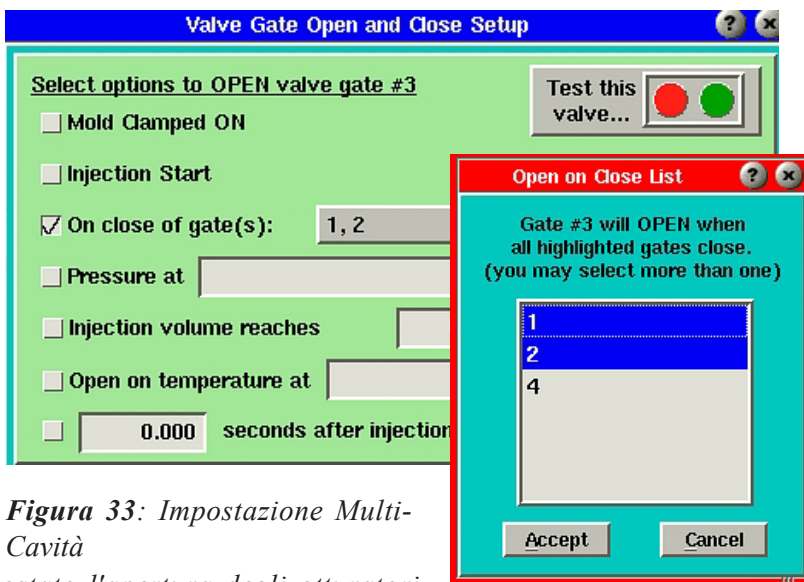 Valve Gate Open and Close Setup
Select options to OPEN valve gate #3
Test this
valve...
Mold Clamped ON
Injection Start
On close of gate(s): 1, 2
Pressure at
Injection volume reaches
Open on temperature at
0.000 seconds after injection
Open on Close List
Gate #3 will OPEN when
all highlighted gates close.
(you may select more than one)
1
2
4
Accept Cancel
Figura 33: Impostazione Multi-
Cavità
l'apertura degli otturatori